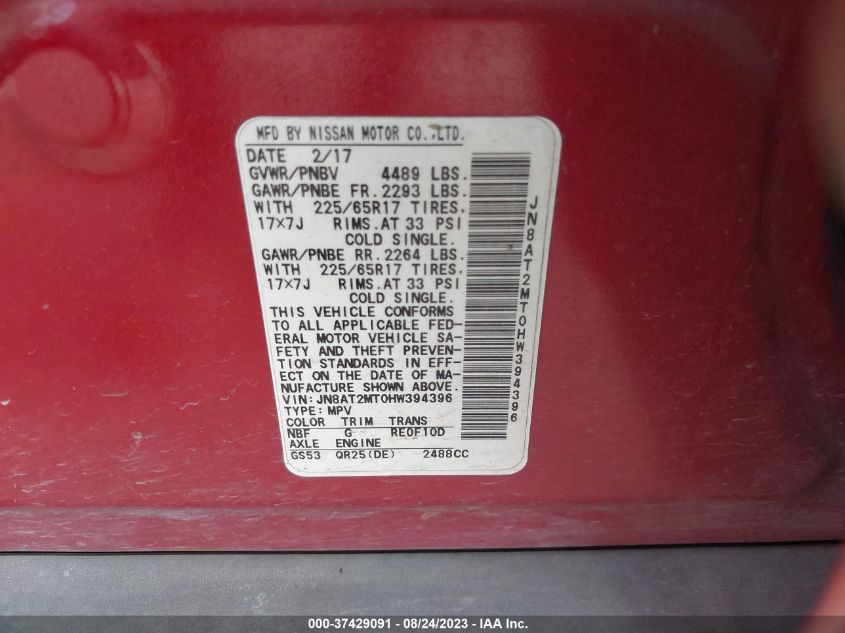 MFD BY NISSAN MOTOR CO.,LTD.
DATE 2/17
GVWR/PNBV 4489 LBS.
GAWR/PNBE FR. 2293 LBS.
WITH 225/65R17 TIRES.
17×7J RIMS.AT 33 PSI
COLD SINGLE.
GAWR/PNBE RR. 2264 LBS.
WITH 225/65R17 TIRES.
17×7J RIMS.AT 33 PSI
COLD SINGLE.
THIS VEHICLE CONFORMS
TO ALL APPLICABLE FED-
ERAL MOTOR VEHICLE SA-
FETY AND THEFT PREVEN-
TION STANDARDS IN EFF-
ECT ON THE DATE OF MA-
NUFACTURE SHOWN ABOVE.
VIN: JN8AT2MT0HW394396
TYPE: MPV
COLOR TRIM TRANS
NBF G RE0F10D
AXLE ENGINE
GS53 QR25(DE) 2488CC
JN8AT2MT0HW394396
000-37429091 - 08/24/2023 - IAA Inc.